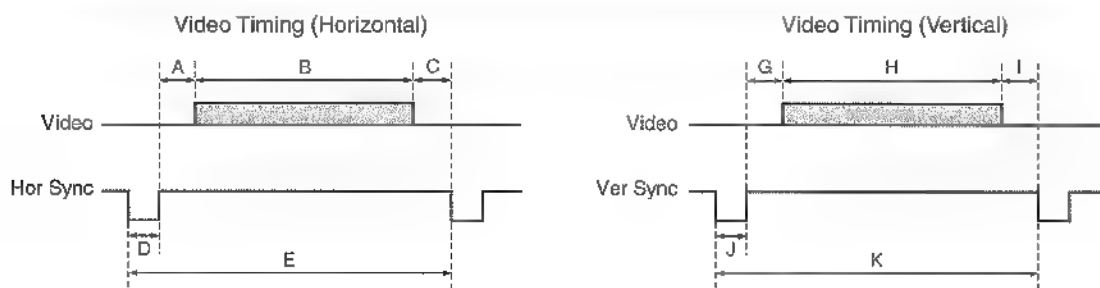 Video Timing (Horizontal)
A B C
Video
Hor Sync
D
E
Video Timing (Vertical)
G H I
Video
Ver Sync
J
K